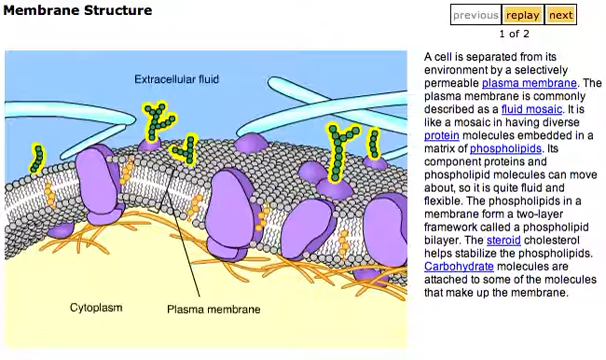 Membrane Structure
previous replay next
1 of 2
Extracellular fluid
Cytoplasm
Plasma membrane
A cell is separated from its
environment by a selectively
permeable plasma membrane. The
plasma membrane is commonly
described as a fluid mosaic. It is
like a mosaic in having diverse
protein molecules embedded in a
matrix of phospholipids. Its
component proteins and
phospholipid molecules can move
about, so it is quite fluid and
flexible. The phospholipids in a
membrane form a two-layer
framework called a phospholipid
bilayer. The steroid cholesterol
helps stabilize the phospholipids.
Carbohydrate molecules are
attached to some of the molecules
that make up the membrane.